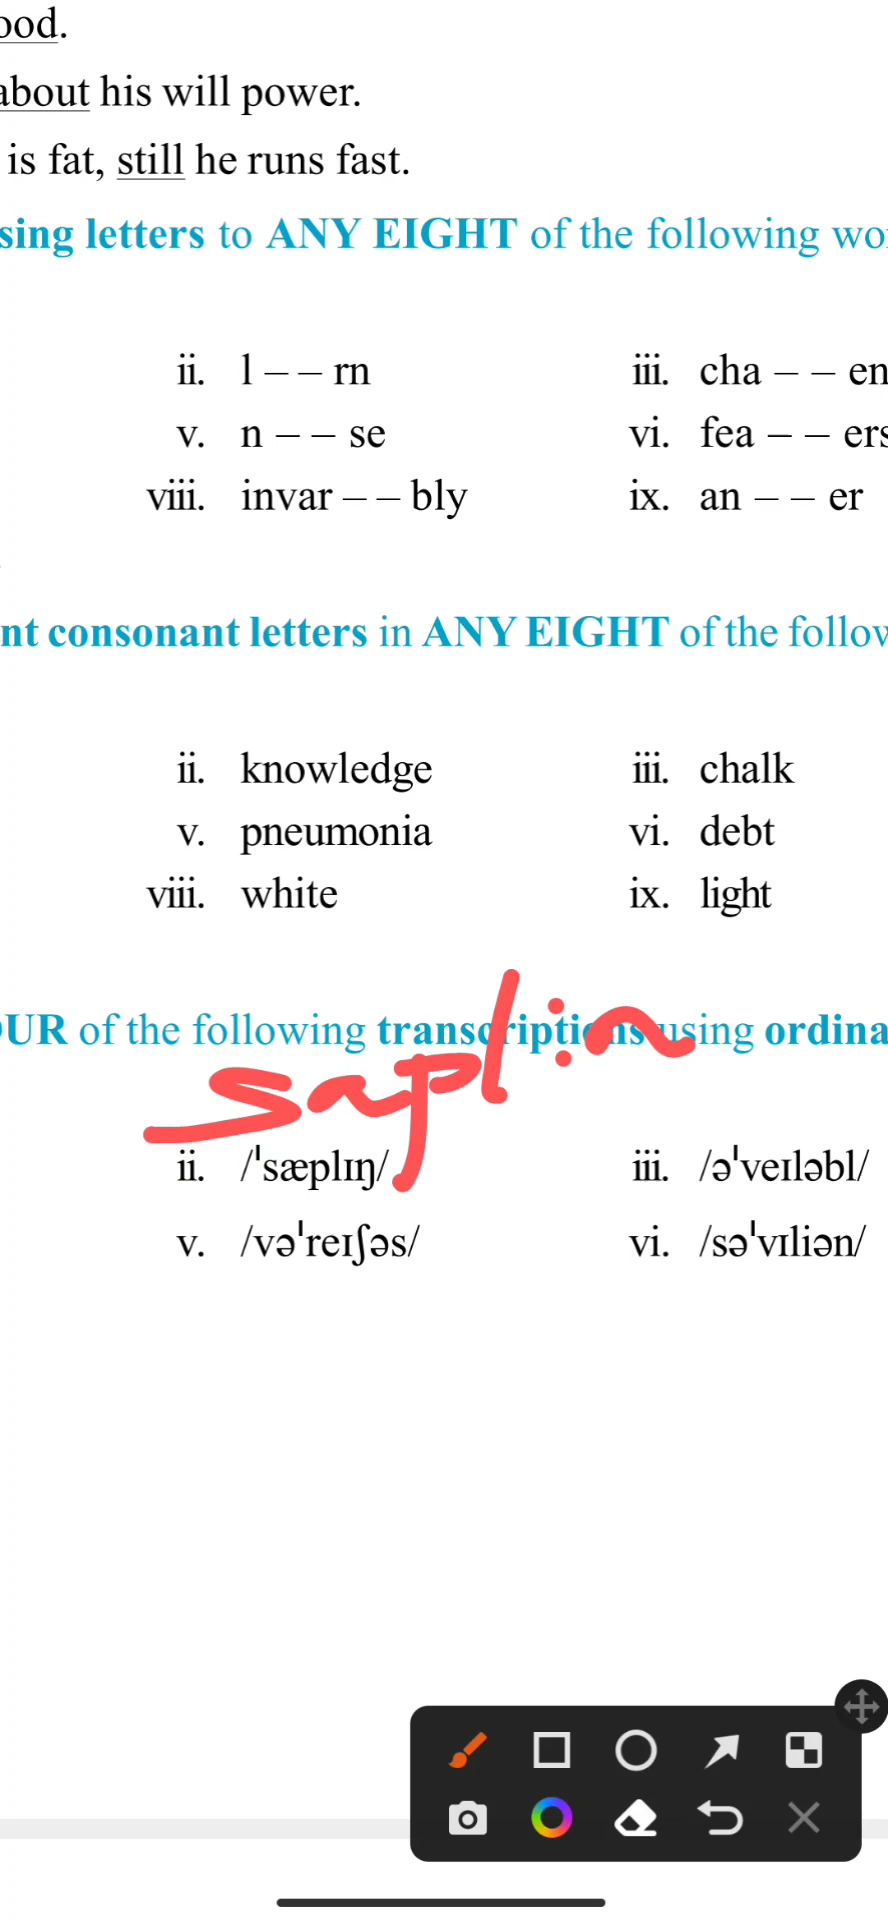 ood.
about his will power.
is fat, still he runs fast.
sing letters to ANY EIGHT of the following wo
ii. l – – rn iii. cha – – en
v. n – – se vi. fea – – ers
viii. invar – – bly ix. an – – er
nt consonant letters in ANY EIGHT of the follow
ii. knowledge iii. chalk
v. pneumonia vi. debt
viii. white ix. light
OUR of the following transcriptions using ordina
saplin
ii. /ˈsæplɪŋ/ iii. /əˈveɪləbl/
v. /vəˈreɪʃəs/ vi. /səˈvɪliən/